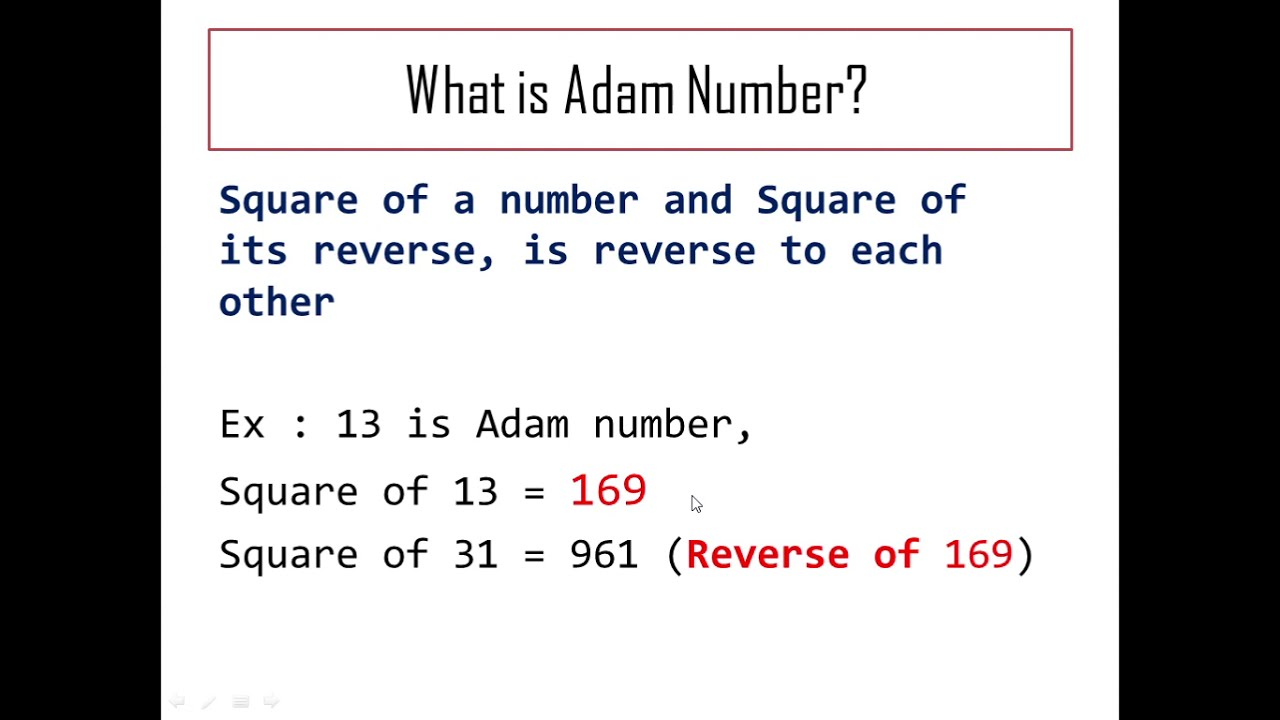 What is Adam Number?
Square of a number and Square of
its reverse, is reverse to each
other
Ex : 13 is Adam number,
Square of 13 = 169
Square of 31 = 961 (Reverse of 169)